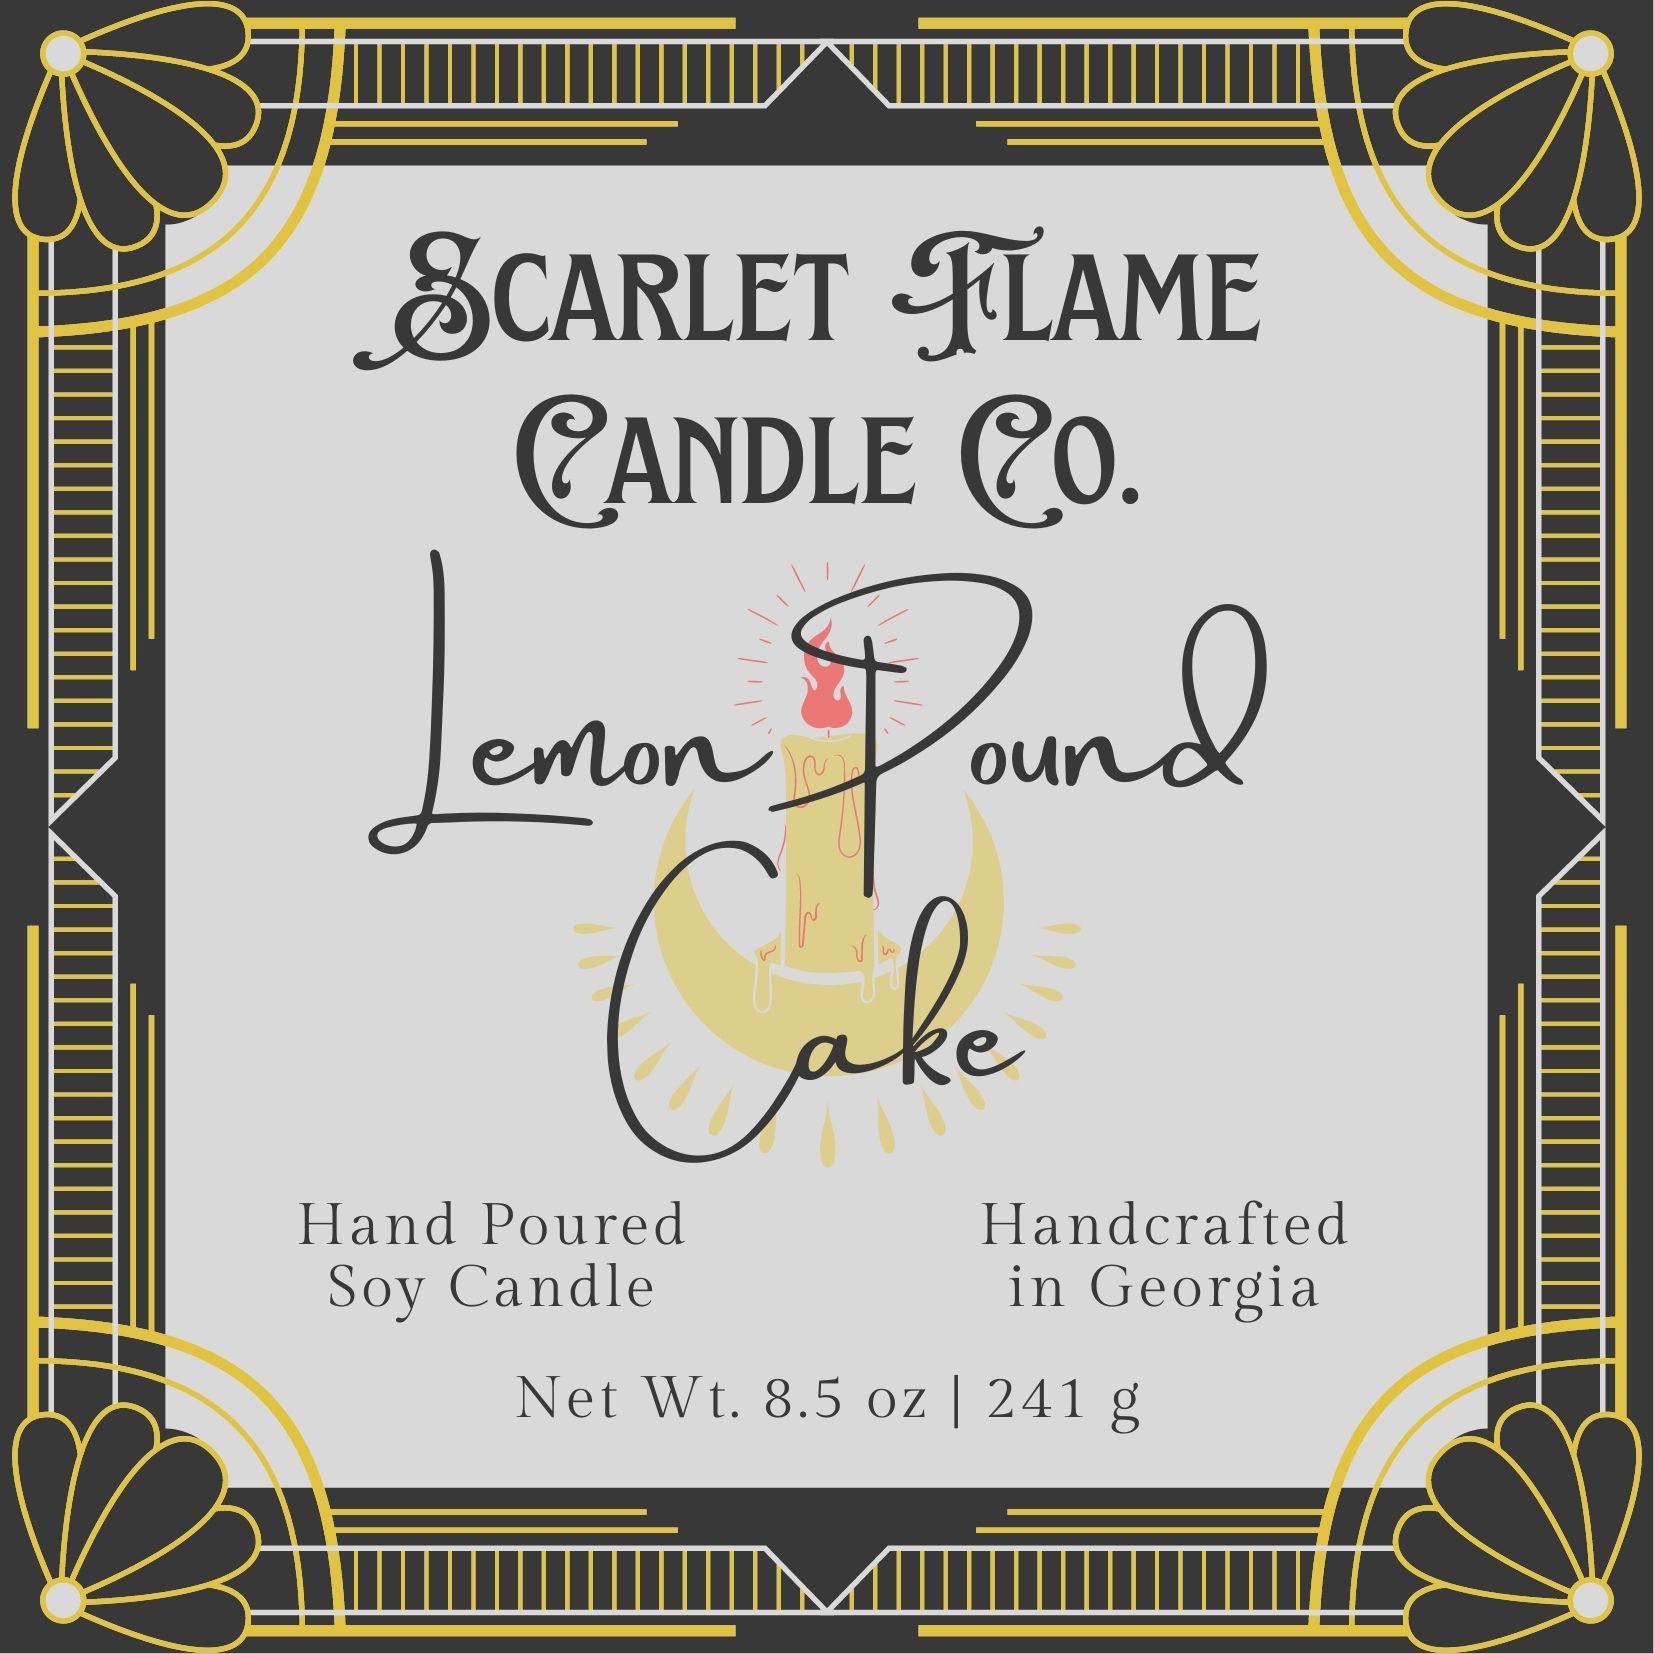 Scarlet Flame
Candle Co.
Lemon Pound
Cake
Hand Poured
Soy Candle
Handcrafted
in Georgia
Net Wt. 8.5 oz | 241 g